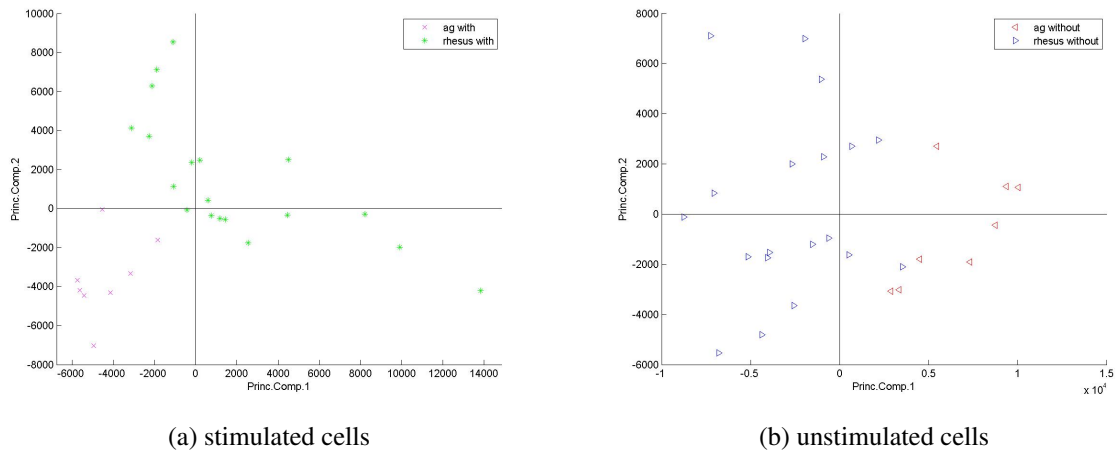 10000
8000
6000
4000
2000
0
-2000
-4000
-6000
-8000
Princ.Comp.2
-6000 -4000 -2000 0 2000 4000 6000 8000 10000 12000 14000
Princ.Comp.1
ag with
rhesus with
(a) stimulated cells
8000
6000
4000
2000
0
-2000
-4000
-6000
Princ.Comp.2
-1 -0.5 0 0.5 1 1.5
x 10⁴
Princ.Comp.1
ag without
rhesus without
(b) unstimulated cells